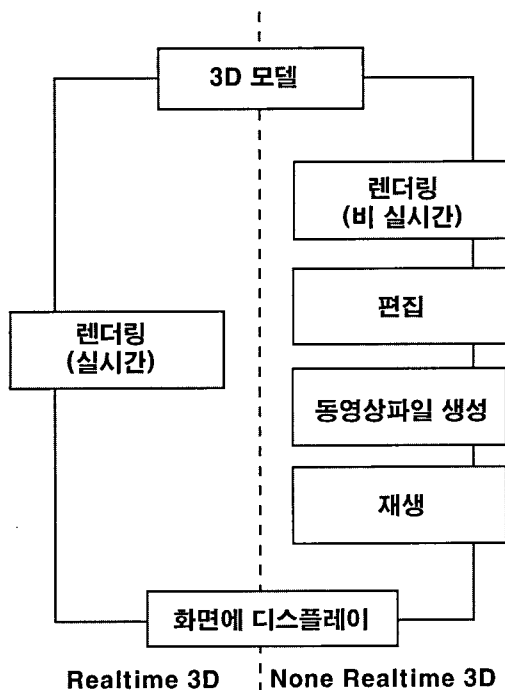 3D 모델
렌더링
(비 실시간)
편집
렌더링
(실시간)
동영상파일 생성
재생
화면에 디스플레이
Realtime 3D
None Realtime 3D